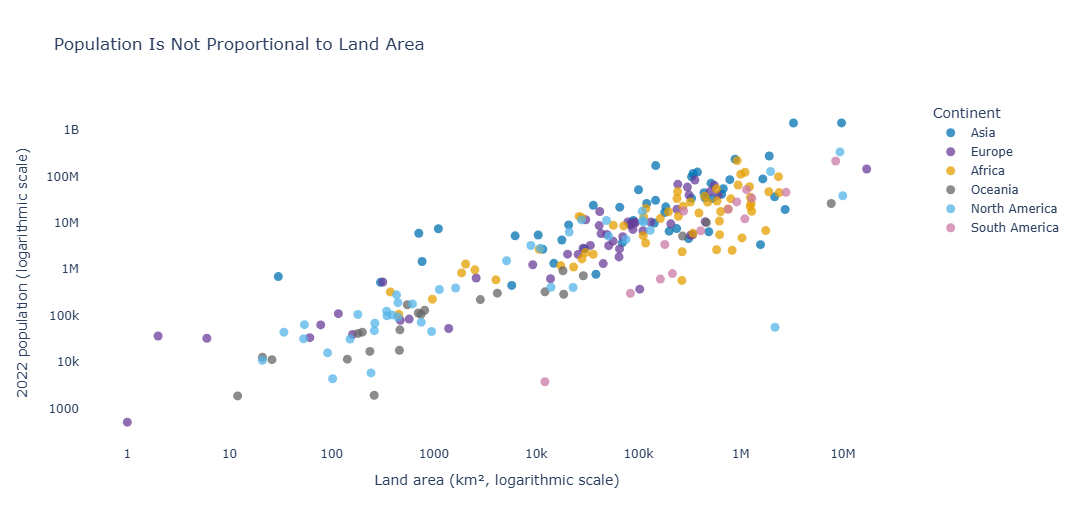 Population Is Not Proportional to Land Area
Continent
Asia
Europe
Africa
Oceania
North America
South America
2022 population (logarithmic scale)
1B
100M
10M
1M
100k
10k
1000
1 10 100 1000 10k 100k 1M 10M
Land area (km², logarithmic scale)